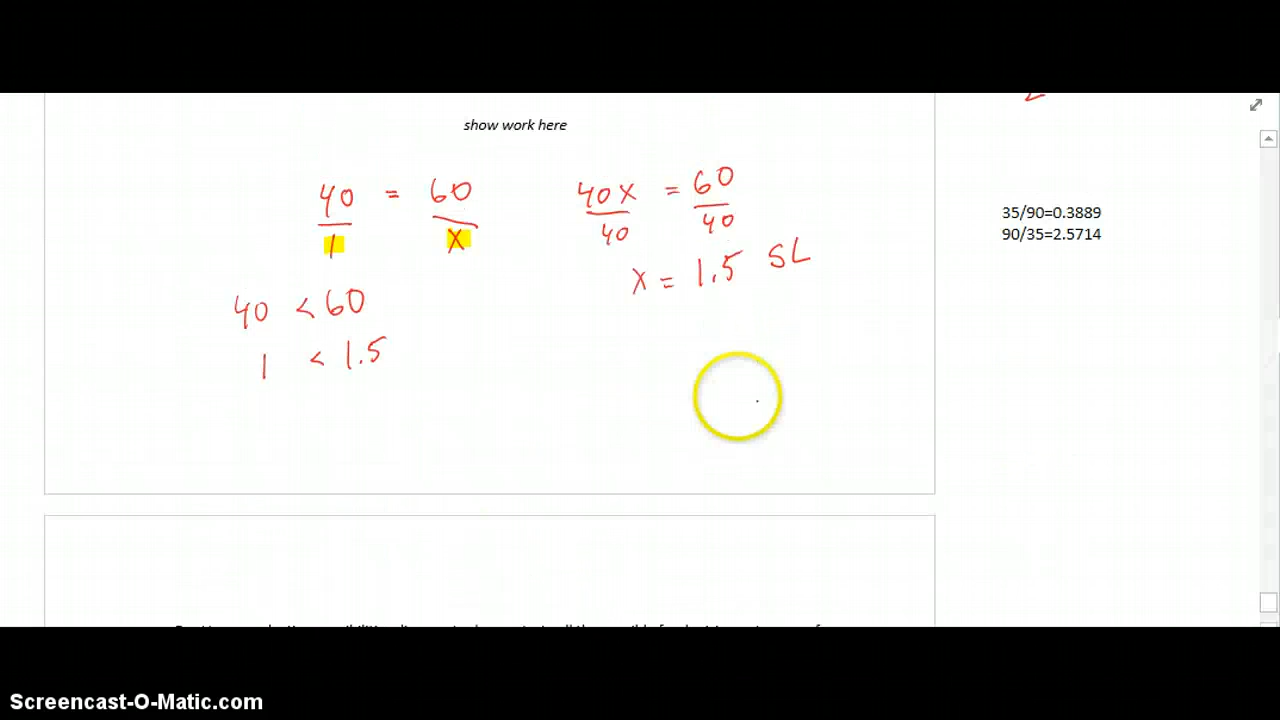 show work here
40 = 60
1 x
40x = 60
40 40
x = 1.5 SL
40 < 60
1 < 1.5
35/90=0.3889
90/35=2.5714
Screencast-O-Matic.com